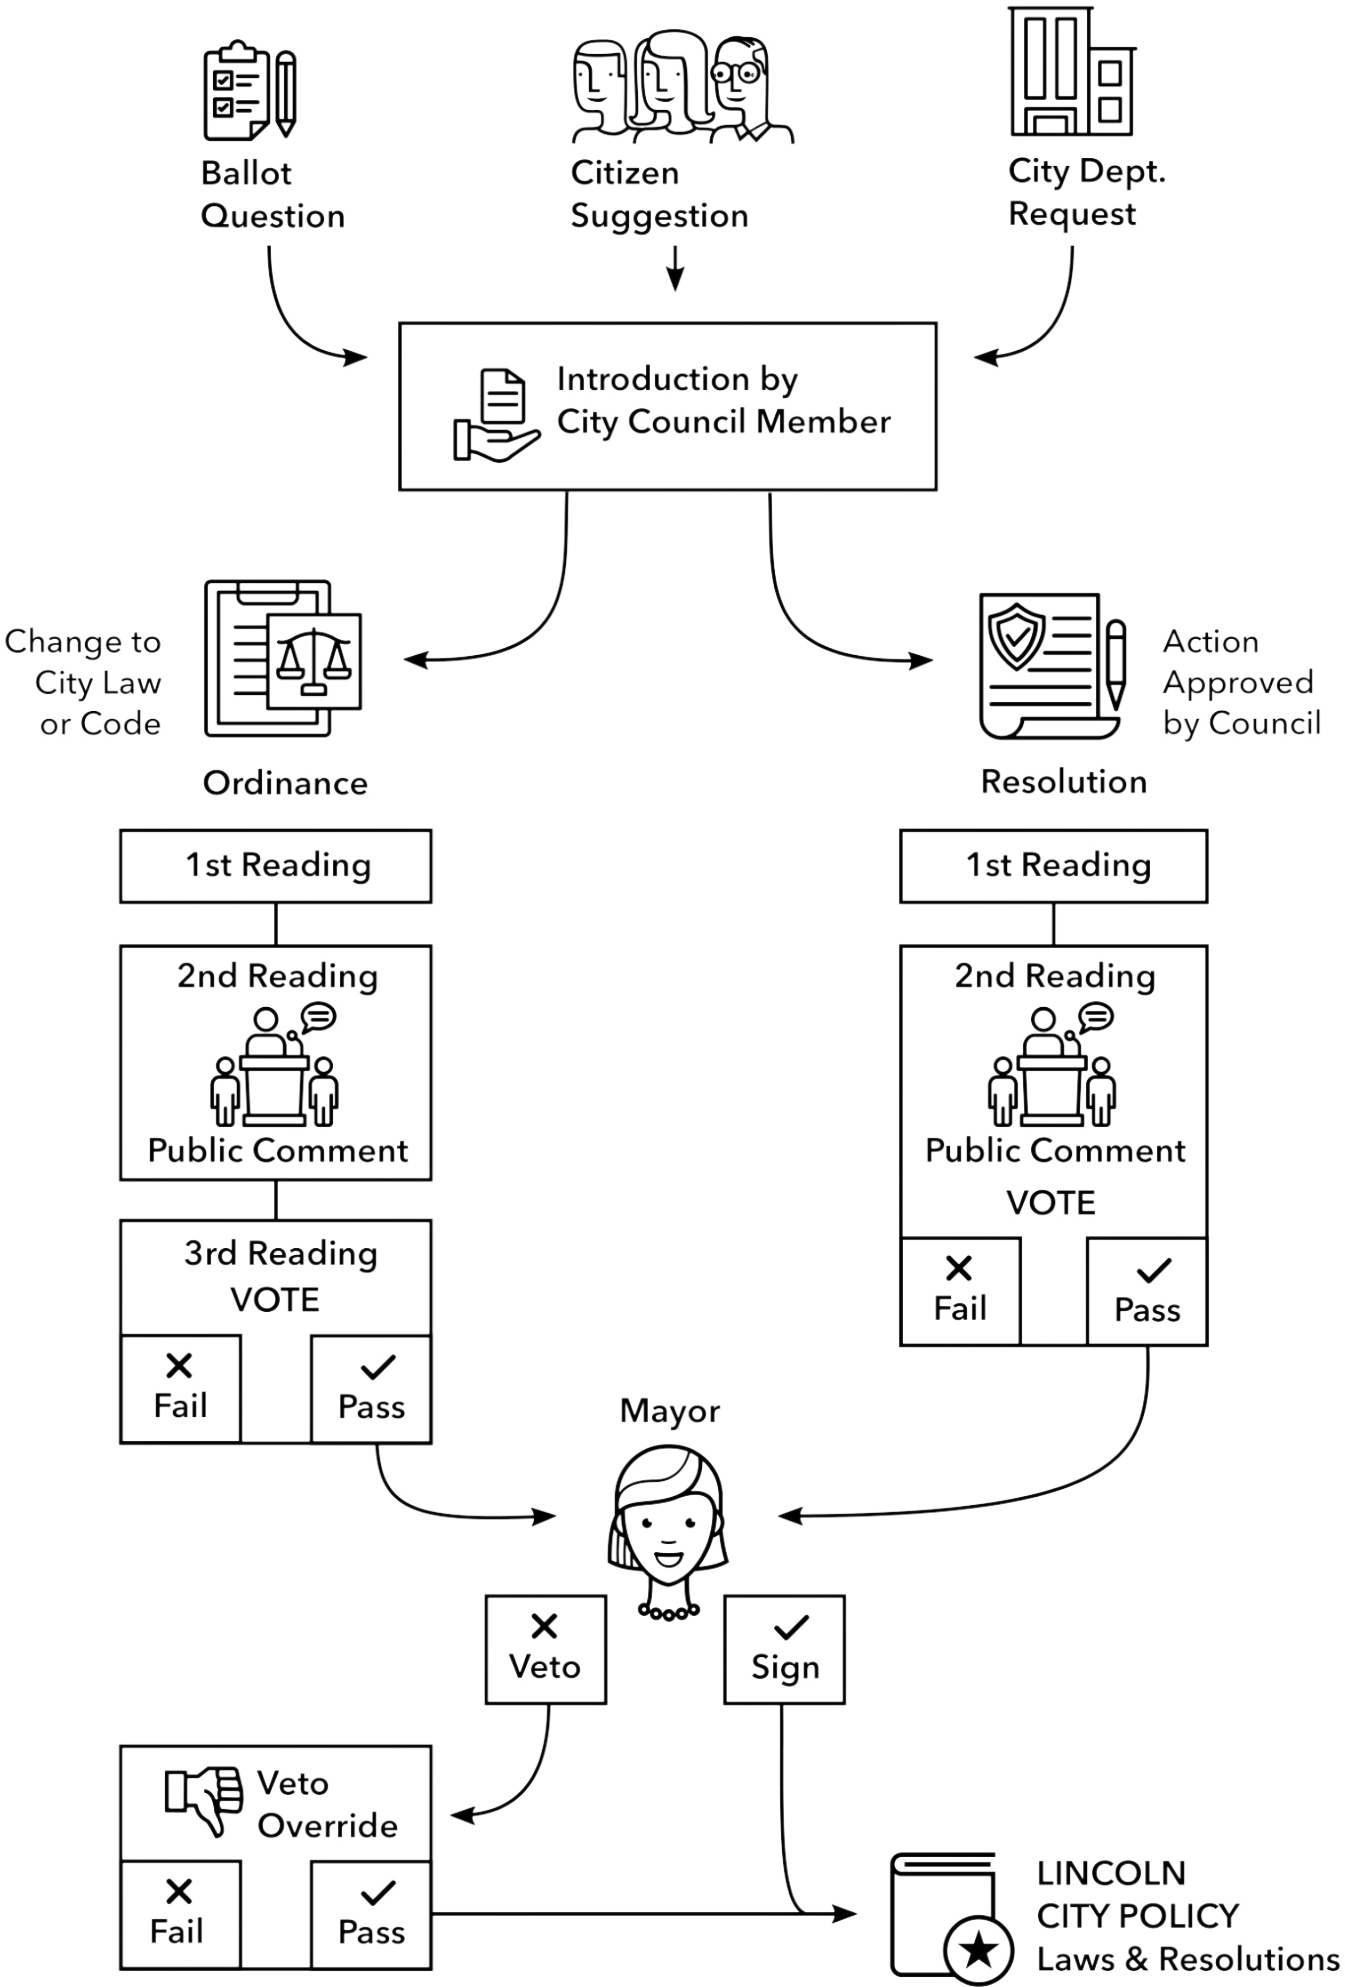 Ballot
Question
Citizen
Suggestion
City Dept.
Request
Introduction by
City Council Member
Change to
City Law
or Code
Ordinance
Action
Approved
by Council
Resolution
1st Reading
2nd Reading
Public Comment
3rd Reading
VOTE
Fail
Pass
1st Reading
2nd Reading
Public Comment
VOTE
Fail
Pass
Mayor
Veto
Sign
Veto
Override
Fail
Pass
LINCOLN
CITY POLICY
Laws & Resolutions